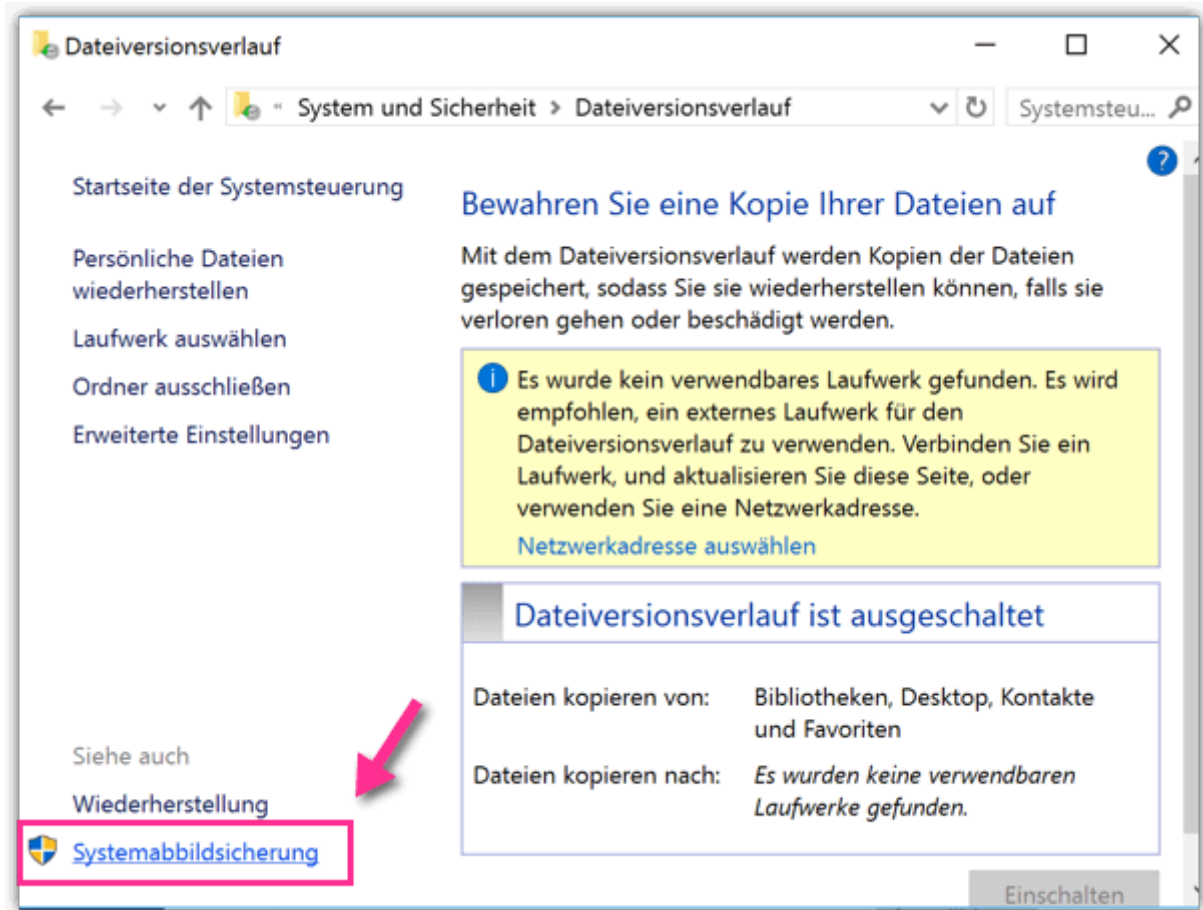 Dateiversionsverlauf
System und Sicherheit > Dateiversionsverlauf
Systemsteu...
Startseite der Systemsteuerung
Persönliche Dateien
wiederherstellen
Laufwerk auswählen
Ordner ausschließen
Erweiterte Einstellungen
Siehe auch
Wiederherstellung
Systemabbildsicherung
?
Bewahren Sie eine Kopie Ihrer Dateien auf
Mit dem Dateiversionsverlauf werden Kopien der Dateien
gespeichert, sodass Sie sie wiederherstellen können, falls sie
verloren gehen oder beschädigt werden.
Es wurde kein verwendbares Laufwerk gefunden. Es wird
empfohlen, ein externes Laufwerk für den
Dateiversionsverlauf zu verwenden. Verbinden Sie ein
Laufwerk, und aktualisieren Sie diese Seite, oder
verwenden Sie eine Netzwerkadresse.
Netzwerkadresse auswählen
Dateiversionsverlauf ist ausgeschaltet
Dateien kopieren von: Bibliotheken, Desktop, Kontakte
und Favoriten
Dateien kopieren nach: Es wurden keine verwendbaren
Laufwerke gefunden.
Einschalten